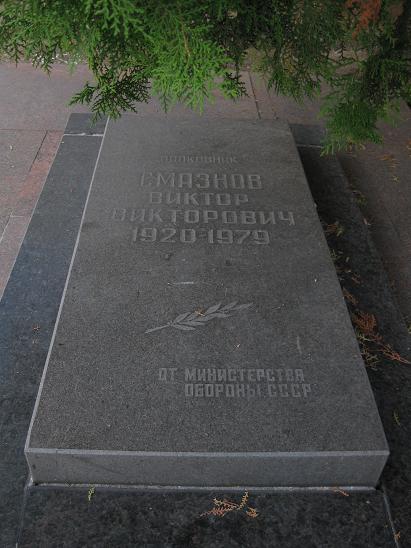 ПОЛКОВНИК
СМАЗНОВ
ВИКТОР
ВИКТОРОВИЧ
1920-1979
ОТ МИНИСТЕРСТВА
ОБОРОНЫ СССР